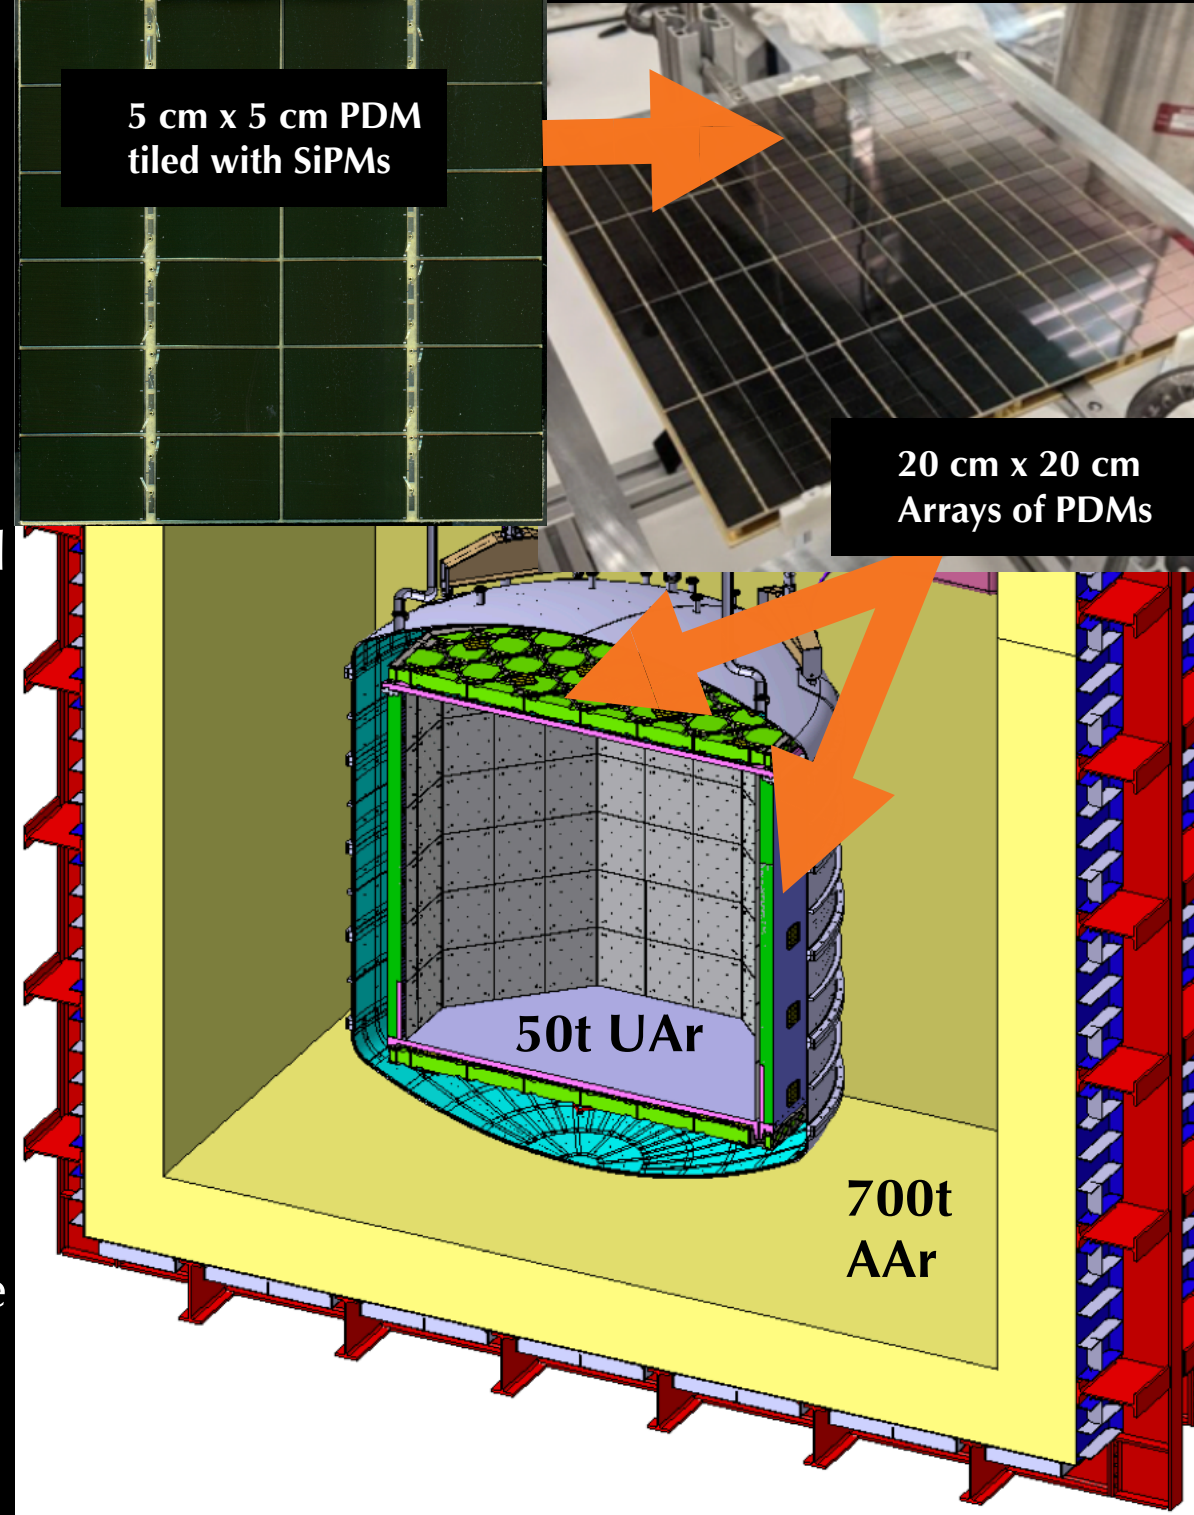 5 cm x 5 cm PDM
tiled with SiPMs
20 cm x 20 cm
Arrays of PDMs
50t UAr
700t
AAr